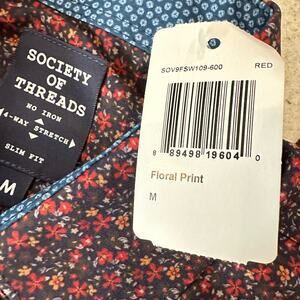 SOCIETY
OF
THREADS
NO IRON
4-WAY STRETCH
SLIM FIT
M
SOV9FSW109-600 RED
8 89498 19604 0
Floral Print
M